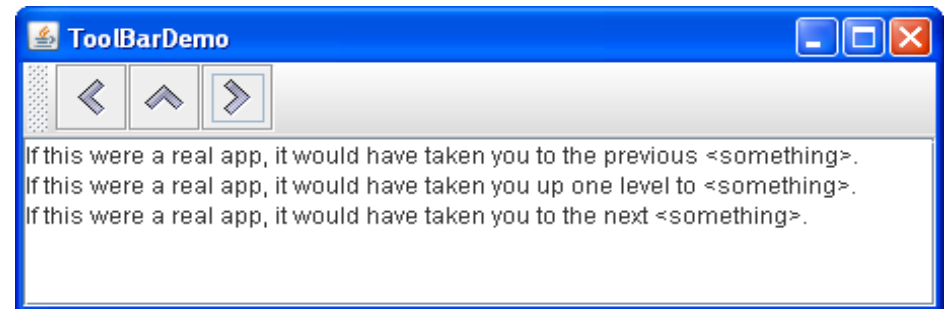 ToolBarDemo
If this were a real app, it would have taken you to the previous <something>.
If this were a real app, it would have taken you up one level to <something>.
If this were a real app, it would have taken you to the next <something>.